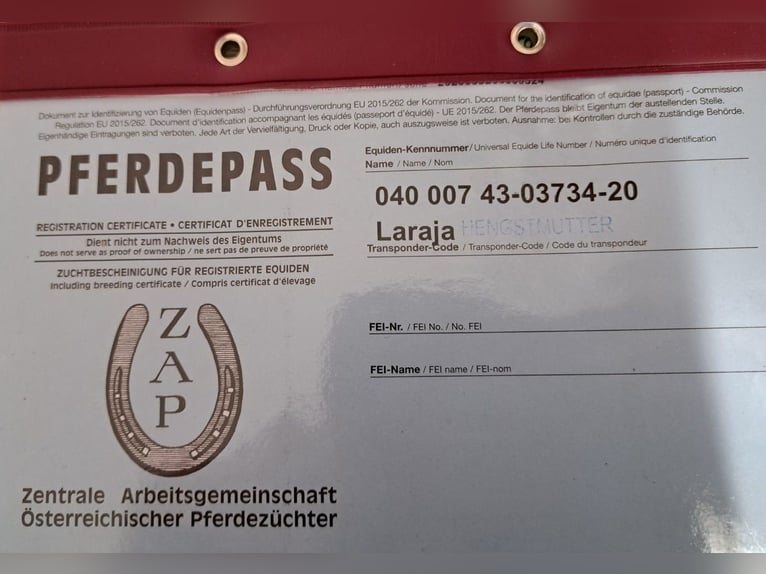 Dokument zur Identifizierung von Equiden (Equidenpass) - Durchführungsverordnung EU 2015/262 der Kommission. Document for the identification of equidae (passport) - Commission
Regulation EU 2015/262. Document d'identification accompagnant les équidés (passeport d'équidé) - UE 2015/262. Der Pferdepass bleibt Eigentum der austellenden Stelle.
Eigenhändige Eintragungen sind verboten. Jede Art der Vervielfältigung, Druck oder Kopie, auch auszugsweise ist verboten. Ausnahme: bei Kontrollen durch die zuständige Behörde.
PFERDEPASS
REGISTRATION CERTIFICATE • CERTIFICAT D'ENREGISTREMENT
Dient nicht zum Nachweis des Eigentums
Does not serve as proof of ownership / ne sert pas de preuve de propriété
ZUCHTBESCHEINIGUNG FÜR REGISTRIERTE EQUIDEN
Including breeding certificate / Compris certificat d'élevage
Z
A
P
Zentrale Arbeitsgemeinschaft
Österreichischer Pferdezüchter
Equiden-Kennnummer / Universal Equide Life Number / Numéro unique d'identification
Name / Name / Nom
040 007 43-03734-20
Laraja HENGSTMUTTER
Transponder-Code / Transponder-Code / Code du transpondeur
FEI-Nr. / FEI No. / No. FEI
FEI-Name / FEI name / FEI-nom